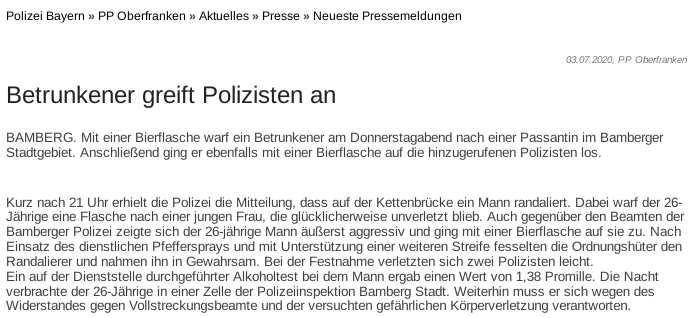 Polizei Bayern » PP Oberfranken » Aktuelles » Presse » Neueste Pressemeldungen
03.07.2020, PP Oberfranken
Betrunkener greift Polizisten an
BAMBERG. Mit einer Bierflasche warf ein Betrunkener am Donnerstagabend nach einer Passantin im Bamberger
Stadtgebiet. Anschließend ging er ebenfalls mit einer Bierflasche auf die hinzugerufenen Polizisten los.
Kurz nach 21 Uhr erhielt die Polizei die Mitteilung, dass auf der Kettenbrücke ein Mann randaliert. Dabei warf der 26-
Jährige eine Flasche nach einer jungen Frau, die glücklicherweise unverletzt blieb. Auch gegenüber den Beamten der
Bamberger Polizei zeigte sich der 26-jährige Mann äußerst aggressiv und ging mit einer Bierflasche auf sie zu. Nach
Einsatz des dienstlichen Pfeffersprays und mit Unterstützung einer weiteren Streife fesselten die Ordnungshüter den
Randalierer und nahmen ihn in Gewahrsam. Bei der Festnahme verletzten sich zwei Polizisten leicht.
Ein auf der Dienststelle durchgeführter Alkoholtest bei dem Mann ergab einen Wert von 1,38 Promille. Die Nacht
verbrachte der 26-Jährige in einer Zelle der Polizeiinspektion Bamberg Stadt. Weiterhin muss er sich wegen des
Widerstandes gegen Vollstreckungsbeamte und der versuchten gefährlichen Körperverletzung verantworten.